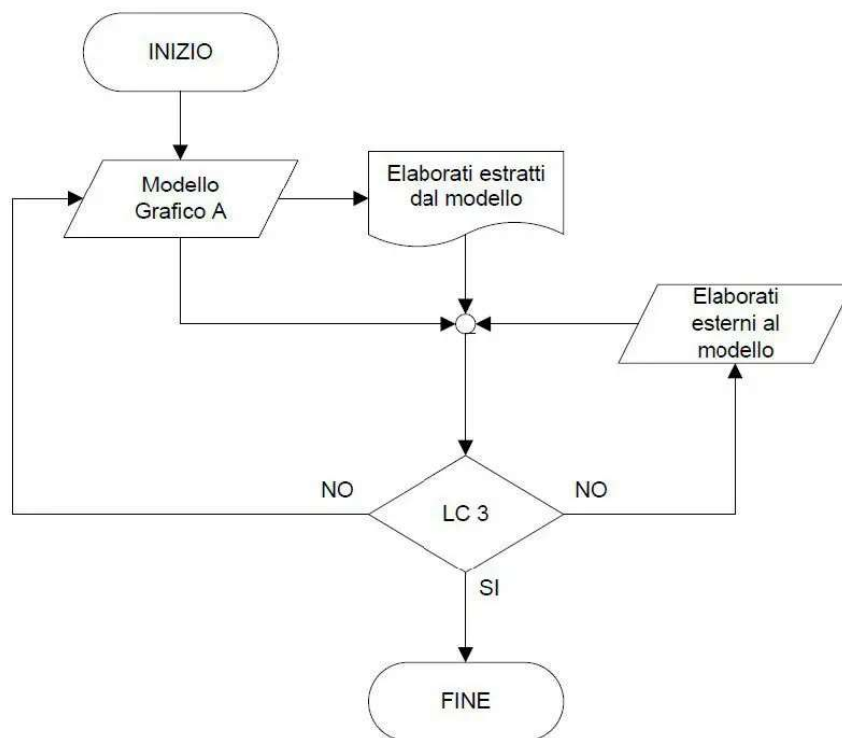 INIZIO
Modello
Grafico A
Elaborati estratti
dal modello
Elaborati
esterni al
modello
NO
LC 3
NO
SI
FINE